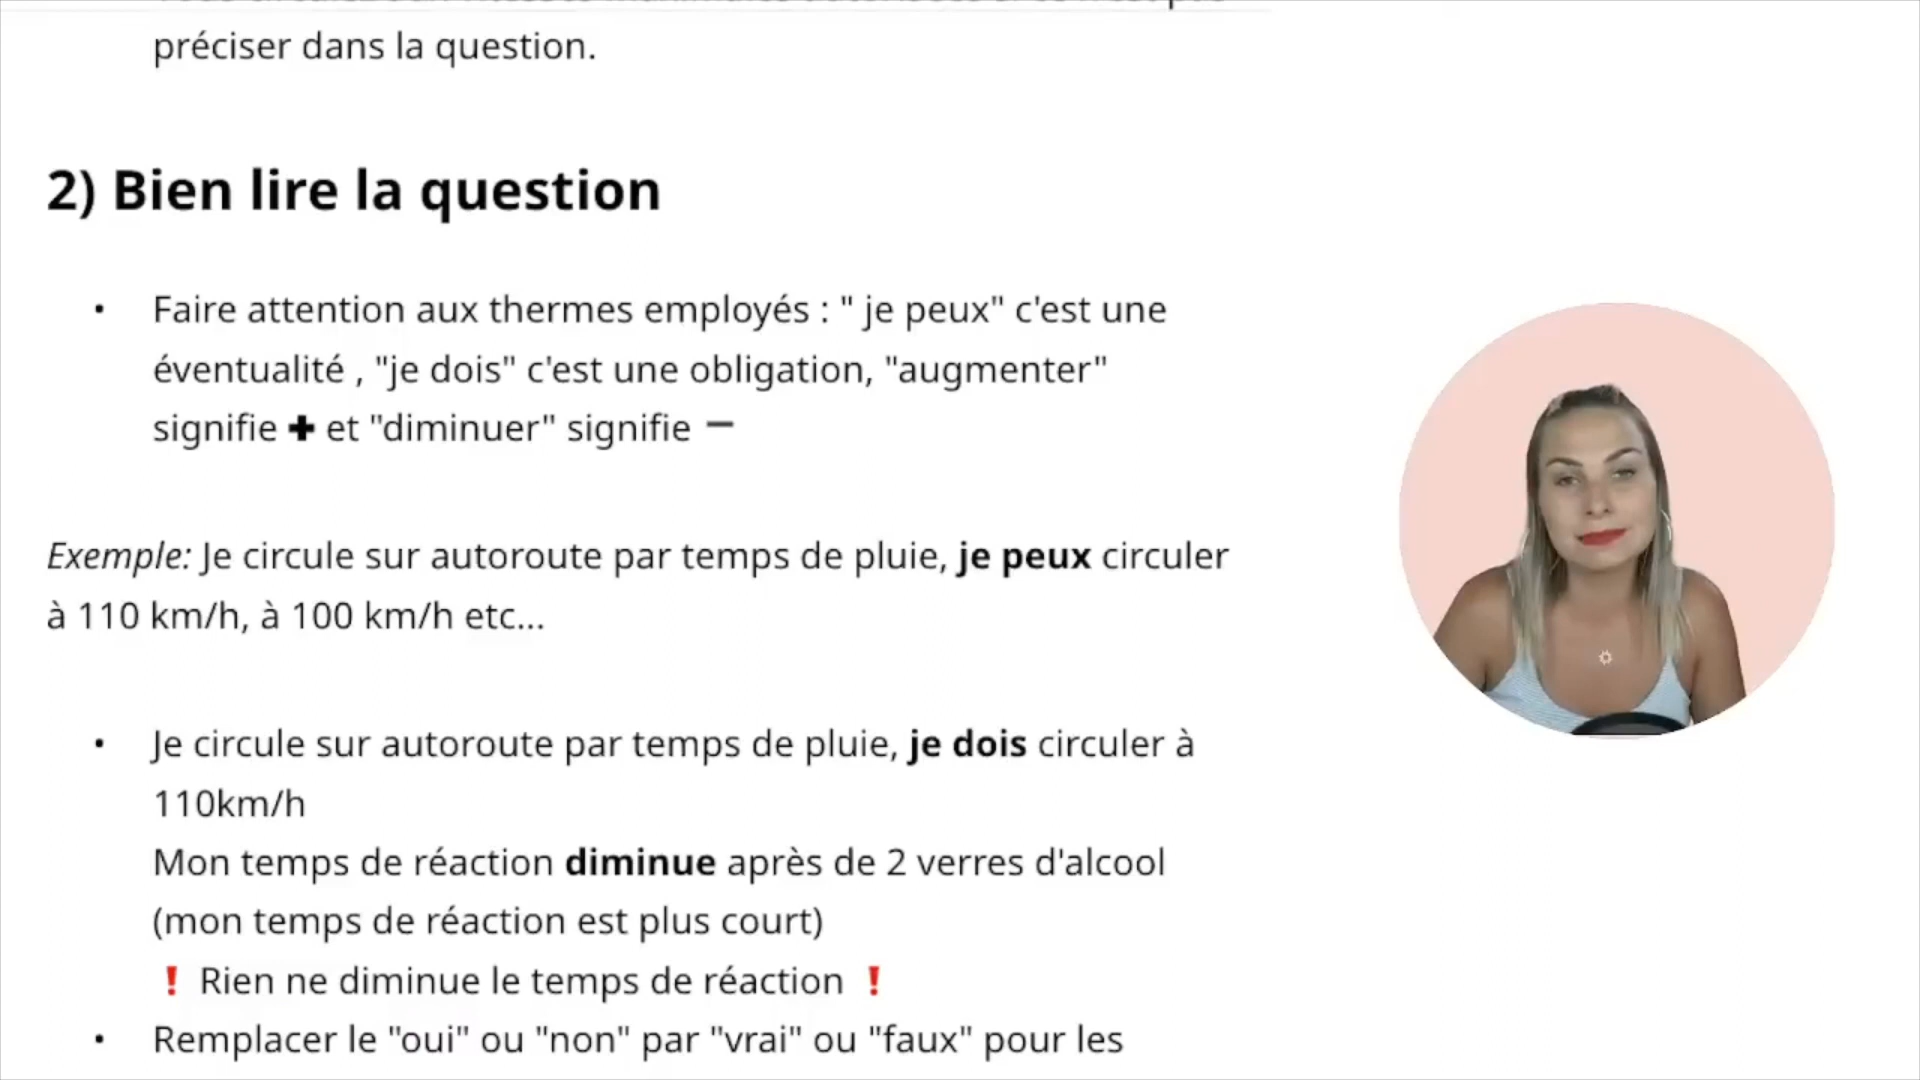 préciser dans la question.
2) Bien lire la question
• Faire attention aux thermes employés : " je peux" c'est une
éventualité , "je dois" c'est une obligation, "augmenter"
signifie ➕ et "diminuer" signifie ➖
Exemple: Je circule sur autoroute par temps de pluie, je peux circuler
à 110 km/h, à 100 km/h etc...
• Je circule sur autoroute par temps de pluie, je dois circuler à
110km/h
Mon temps de réaction diminue après de 2 verres d'alcool
(mon temps de réaction est plus court)
❗ Rien ne diminue le temps de réaction ❗
• Remplacer le "oui" ou "non" par "vrai" ou "faux" pour les